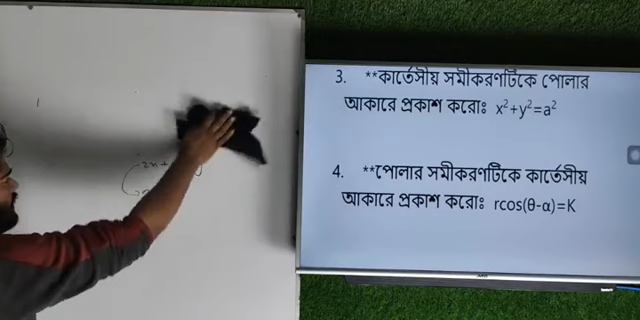 3. **কার্তেসীয় সমীকরণটিকে পোলার
আকারে প্রকাশ করোঃ x²+y²=a²
4. **পোলার সমীকরণটিকে কার্তেসীয়
আকারে প্রকাশ করোঃ rcos(θ-α)=K